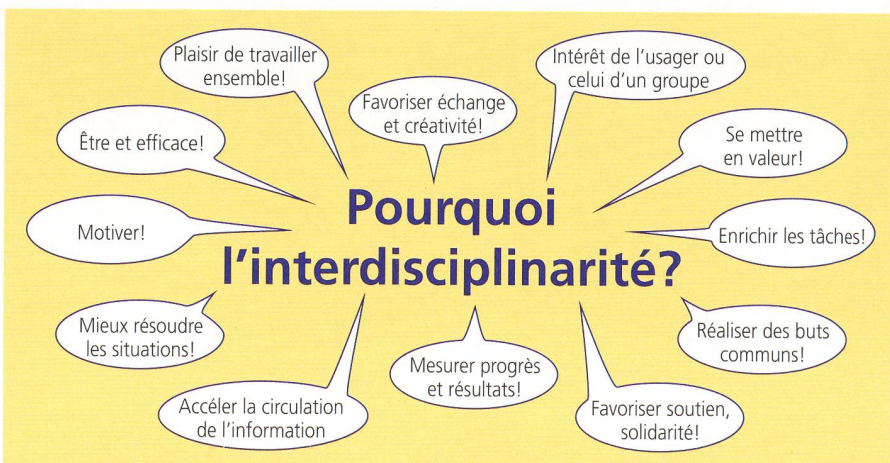 Plaisir de travailler
ensemble!
Intérêt de l'usager ou
celui d'un groupe
Favoriser échange
et créativité!
Être et efficace!
Se mettre
en valeur!
Pourquoi
l'interdisciplinarité?
Motiver!
Enrichir les tâches!
Mieux résoudre
les situations!
Réaliser des buts
communs!
Mesurer progrès
et résultats!
Accéler la circulation
de l'information
Favoriser soutien,
solidarité!